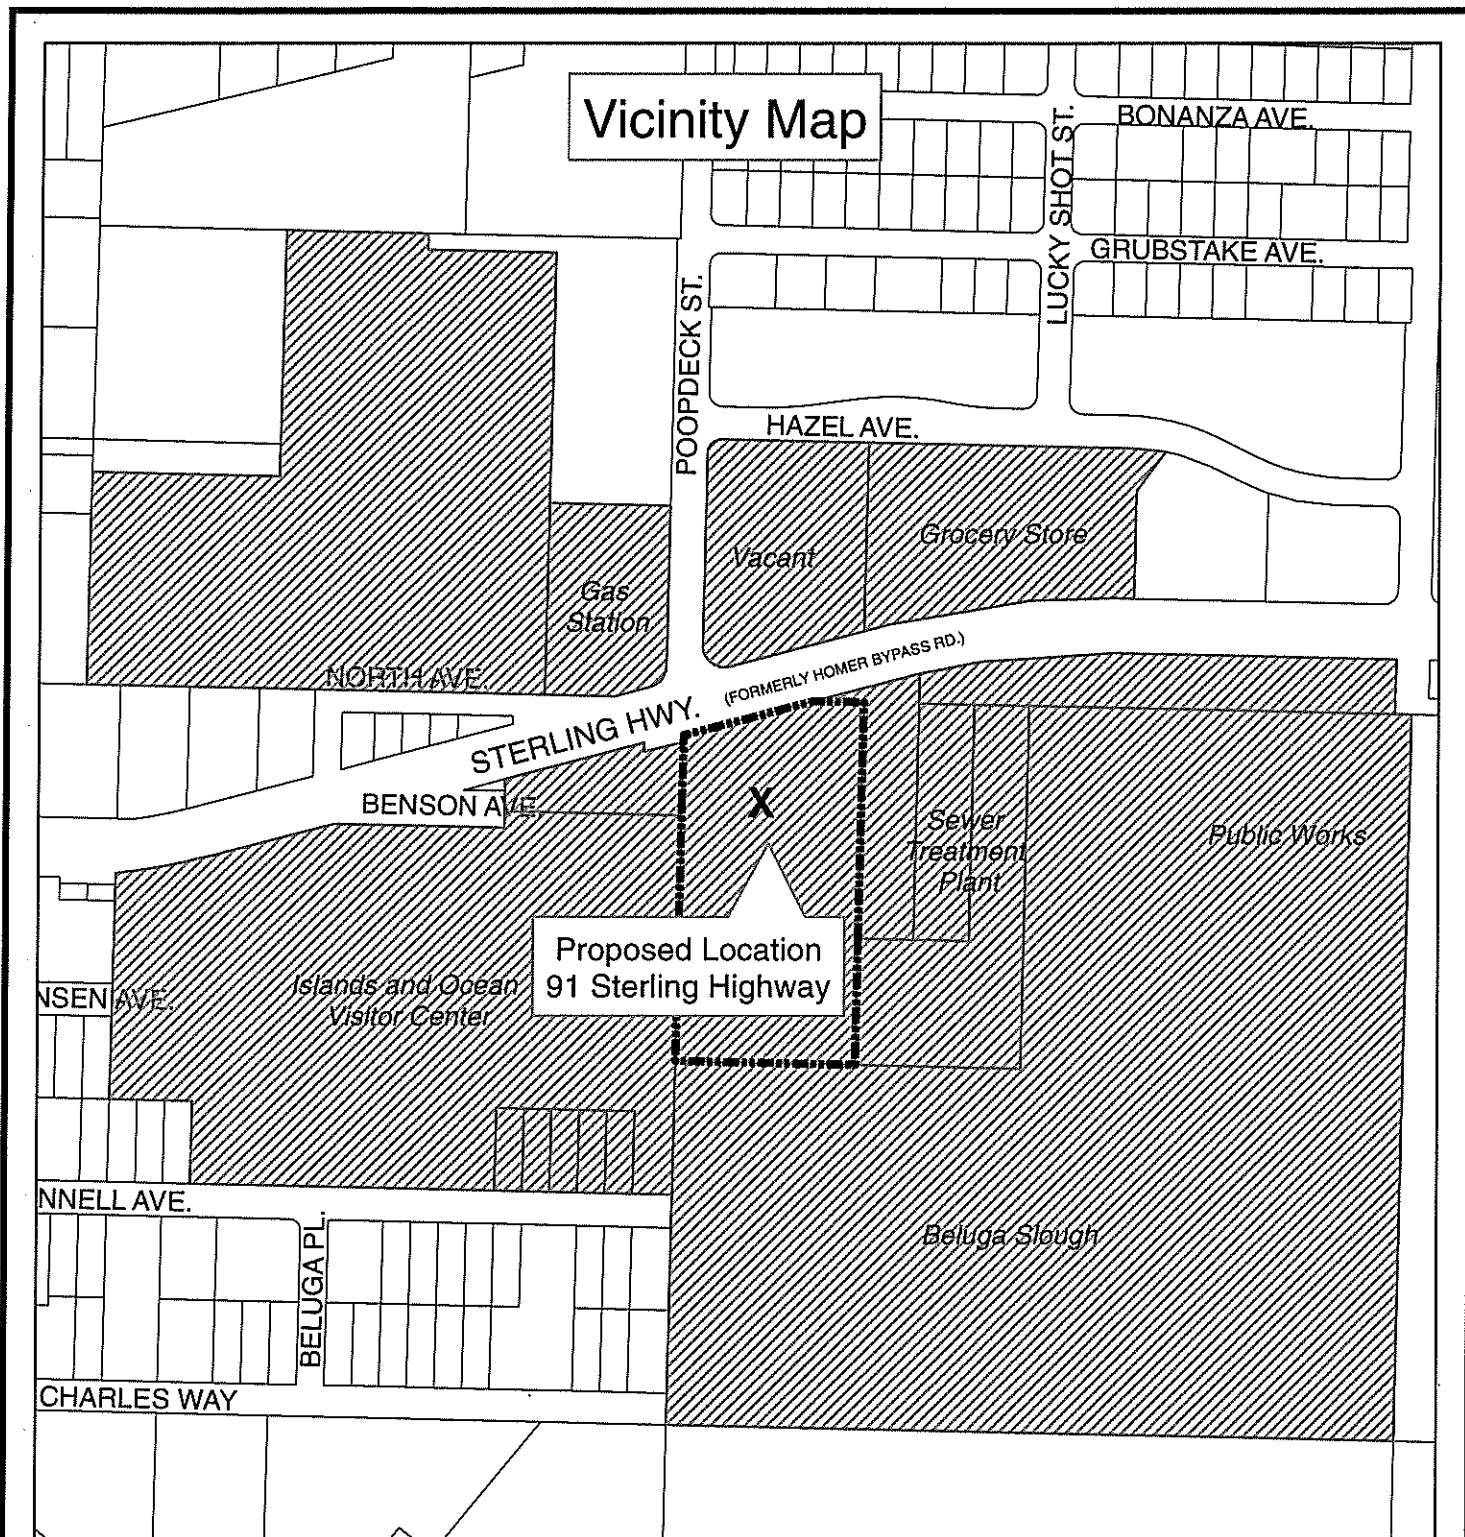 Vicinity Map
BONANZA AVE.
LUCKY SHOT ST.
GRUBSTAKE AVE.
POOPDECK ST.
HAZEL AVE.
Grocery Store
Vacant
Gas
Station
NORTH AVE.
(FORMERLY HOMER BYPASS RD.)
STERLING HWY.
BENSON AVE.
X
Sewer
Treatment
Plant
Public Works
Proposed Location
91 Sterling Highway
Islands and Ocean
Visitor Center
NSEN AVE.
NNELL AVE.
BELUGA PL.
Beluga Slough
CHARLES WAY